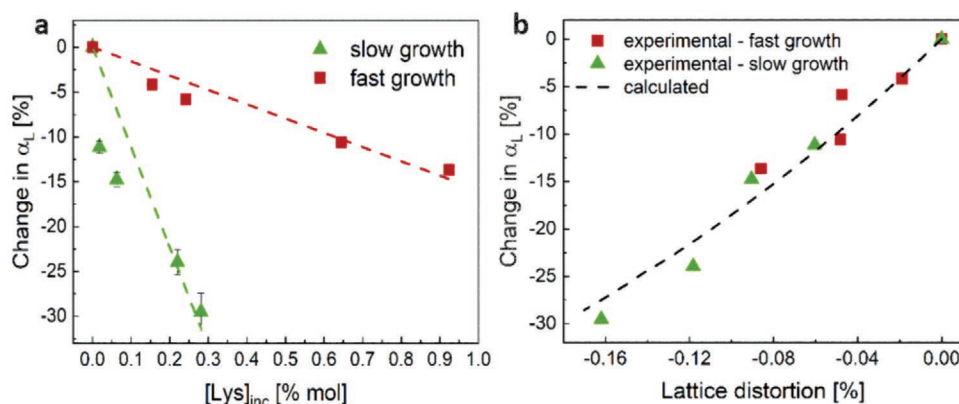 a
Change in α_L [%]
0
-5
-10
-15
-20
-25
-30
slow growth
fast growth
0.0 0.1 0.2 0.3 0.4 0.5 0.6 0.7 0.8 0.9 1.0
[Lys]_inc [% mol]
b
Change in α_L [%]
0
-5
-10
-15
-20
-25
-30
experimental - fast growth
experimental - slow growth
calculated
-0.16 -0.12 -0.08 -0.04 0.00
Lattice distortion [%]